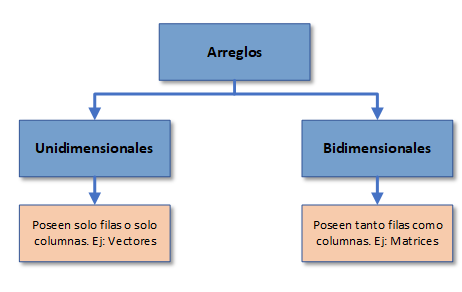 Arreglos
Unidimensionales
Bidimensionales
Poseen solo filas o solo
columnas. Ej: Vectores
Poseen tanto filas como
columnas. Ej: Matrices